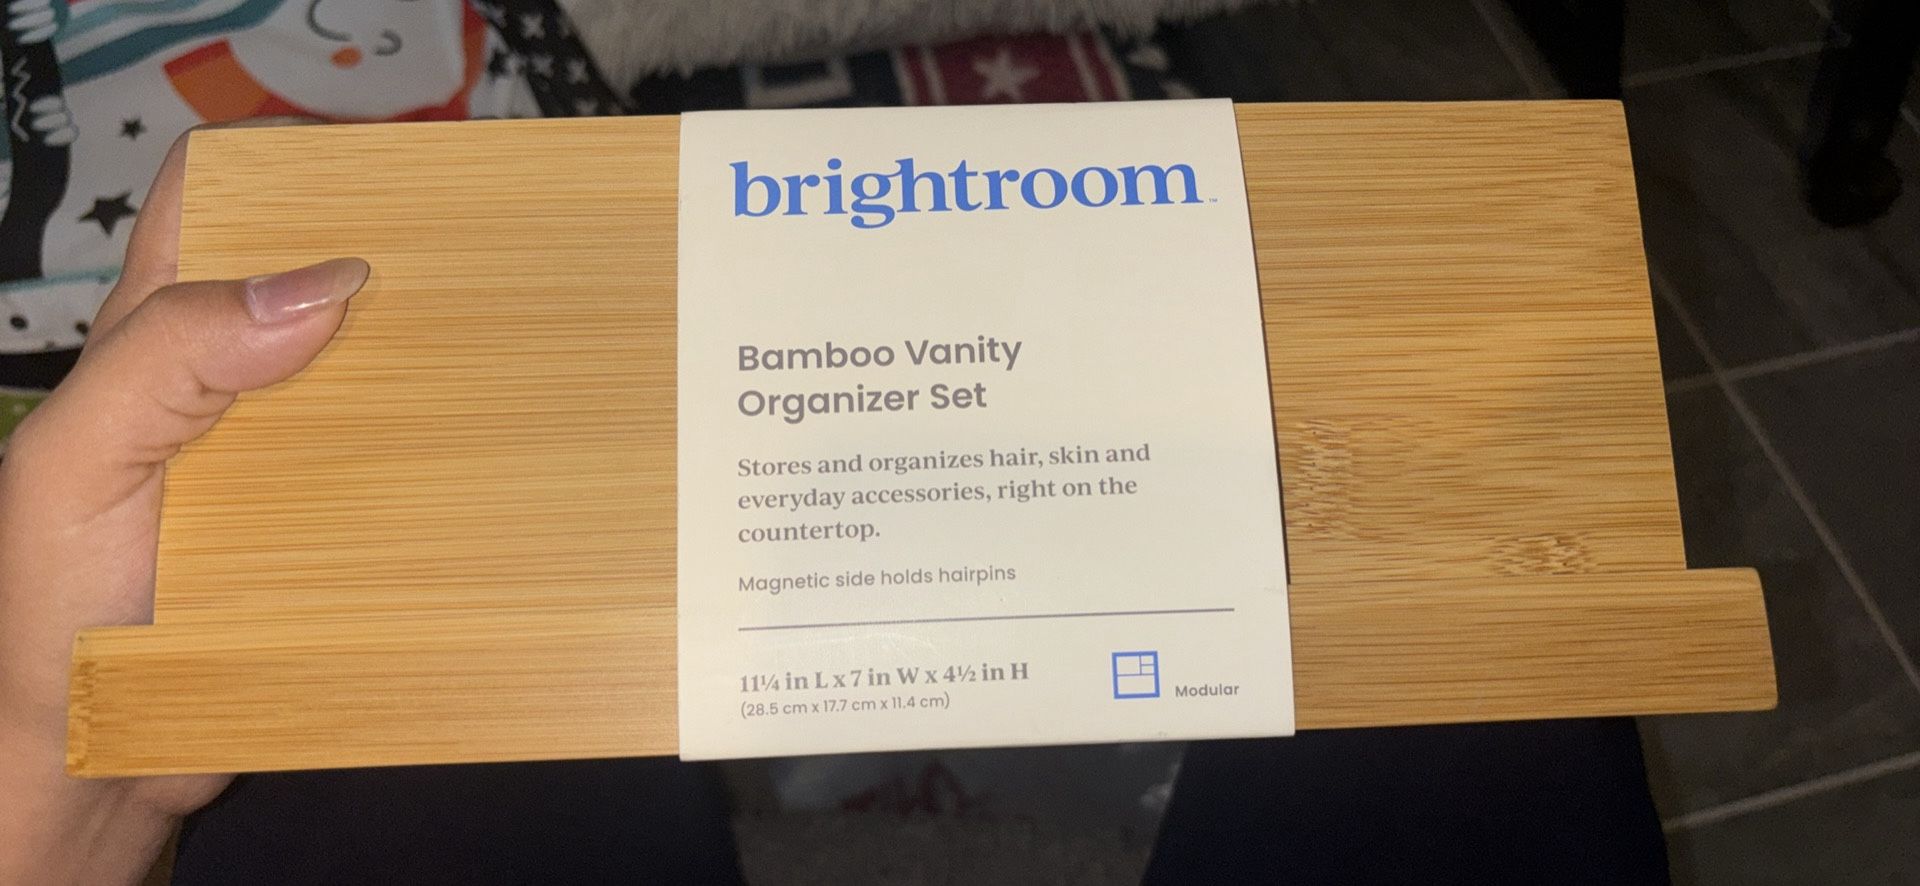 brightroom™
Bamboo Vanity
Organizer Set
Stores and organizes hair, skin and
everyday accessories, right on the
countertop.
Magnetic side holds hairpins
11¼ in L x 7 in W x 4½ in H
(28.5 cm x 17.7 cm x 11.4 cm)
Modular